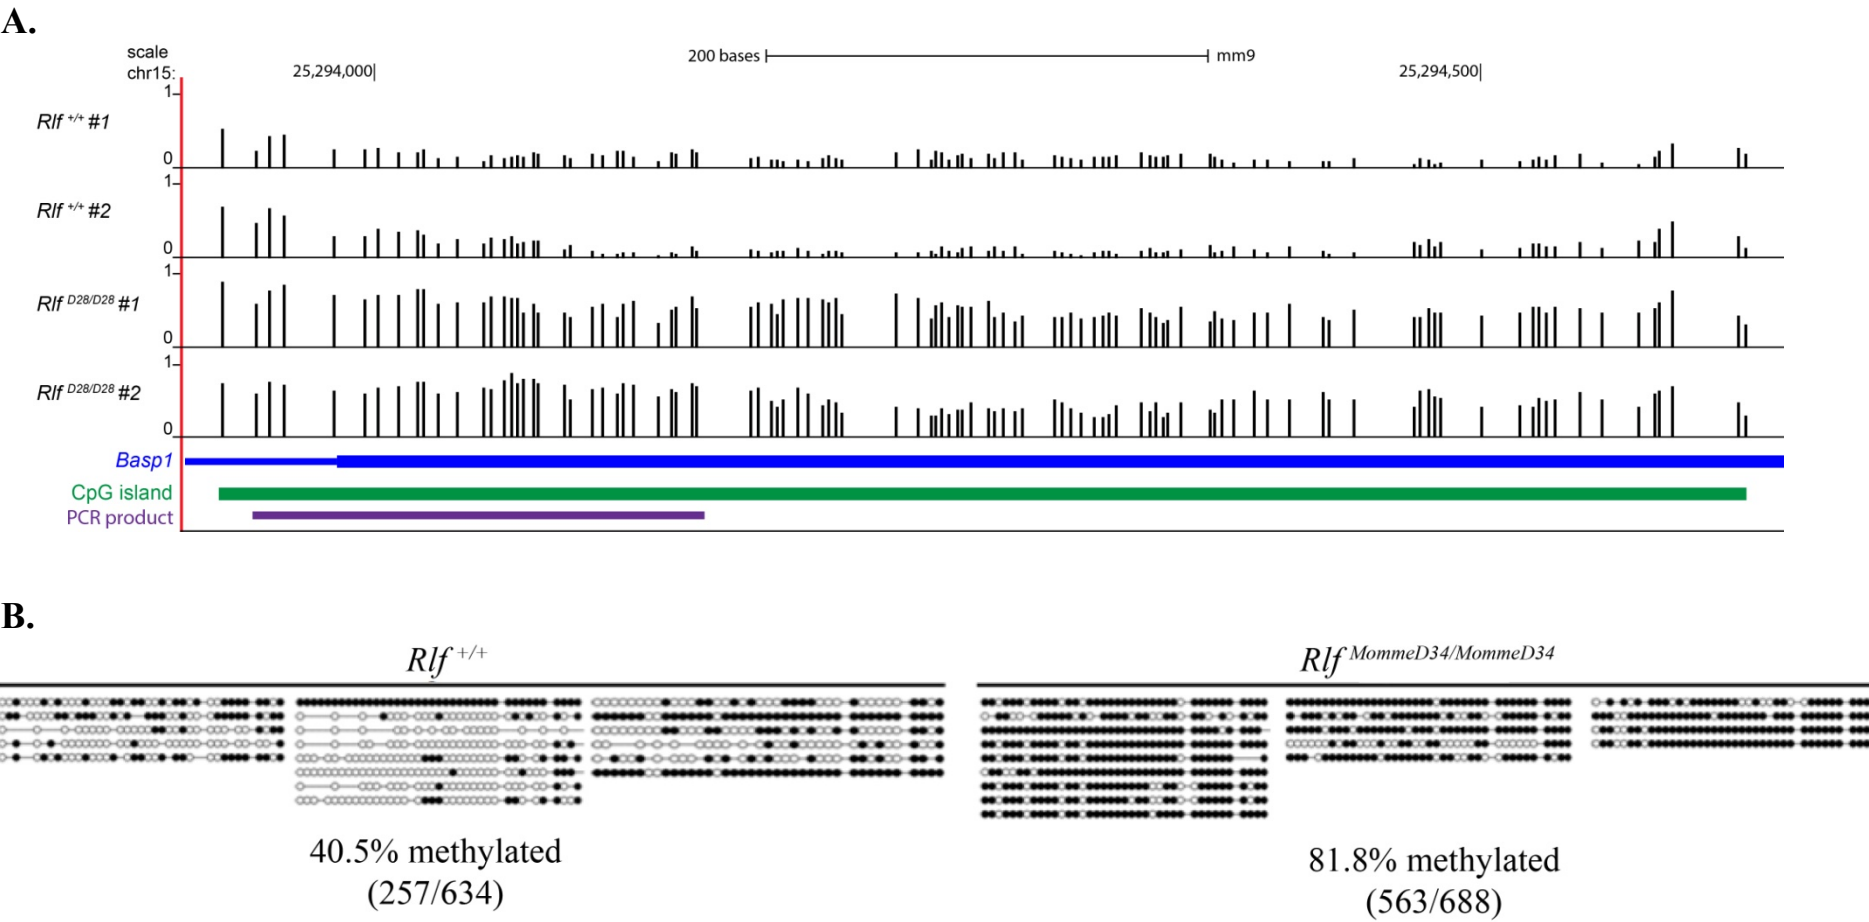 A.
scale
200 bases mm9
chr15: 25,294,000| 25,294,500|
1
Rlf +/+ #1
0
1
Rlf +/+ #2
0
1
Rlf D28/D28 #1
0
1
Rlf D28/D28 #2
0
Basp1
CpG island
PCR product
B.
Rlf +/+ Rlf MommeD34/MommeD34
40.5% methylated
(257/634)
81.8% methylated
(563/688)